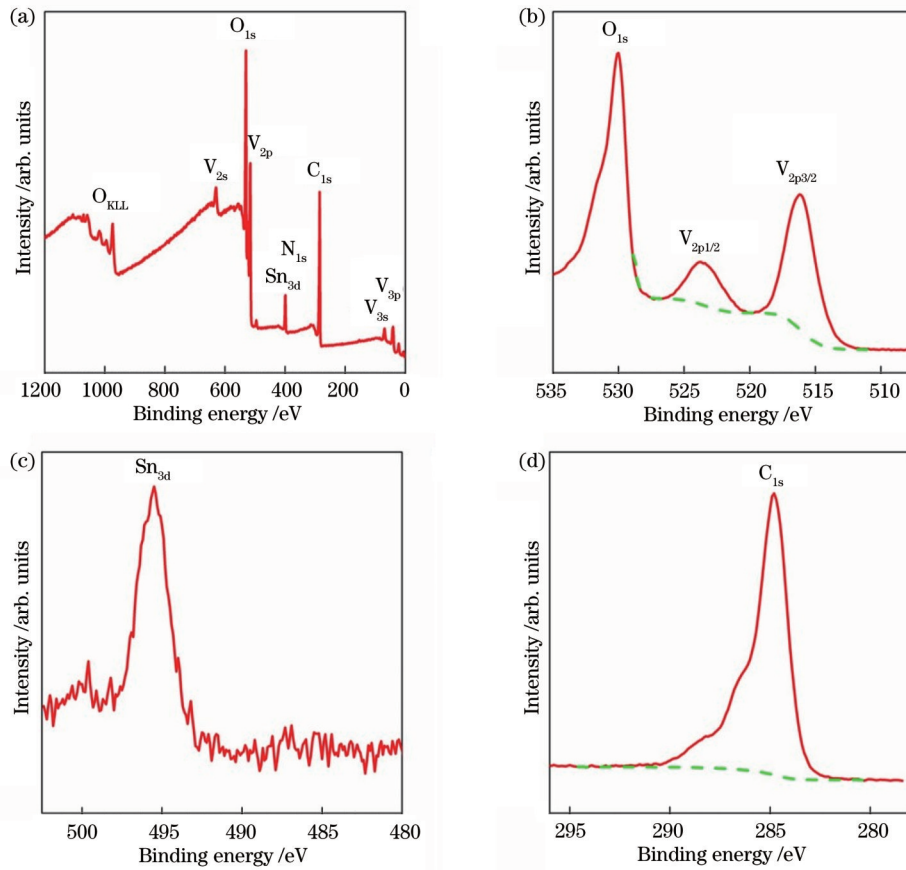 (a)
O1s
V2p
V2s
C1s
OKLL
N1s
Sn3d
V3p
V3s
Intensity /arb. units
1200 1000 800 600 400 200 0
Binding energy /eV
(b)
O1s
V2p3/2
V2p1/2
Intensity /arb. units
535 530 525 520 515 510
Binding energy /eV
(c)
Sn3d
Intensity /arb. units
500 495 490 485 480
Binding energy /eV
(d)
C1s
Intensity /arb. units
295 290 285 280
Binding energy /eV